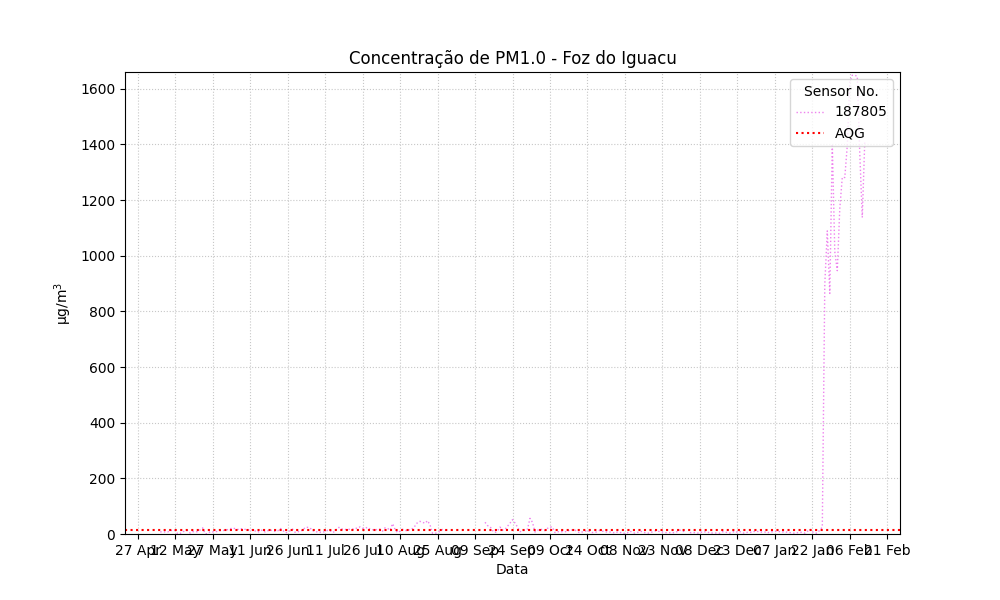 Concentração de PM1.0 - Foz do Iguacu
Sensor No.
187805
AQG
1600
1400
1200
1000
800
600
400
200
0
µg/m³
27 Apr 12 May 27 May 11 Jun 26 Jun 11 Jul 26 Jul 10 Aug 25 Aug 09 Sep 24 Sep 09 Oct 24 Oct 08 Nov 23 Nov 08 Dec 23 Dec 07 Jan 22 Jan 06 Feb 21 Feb
Data